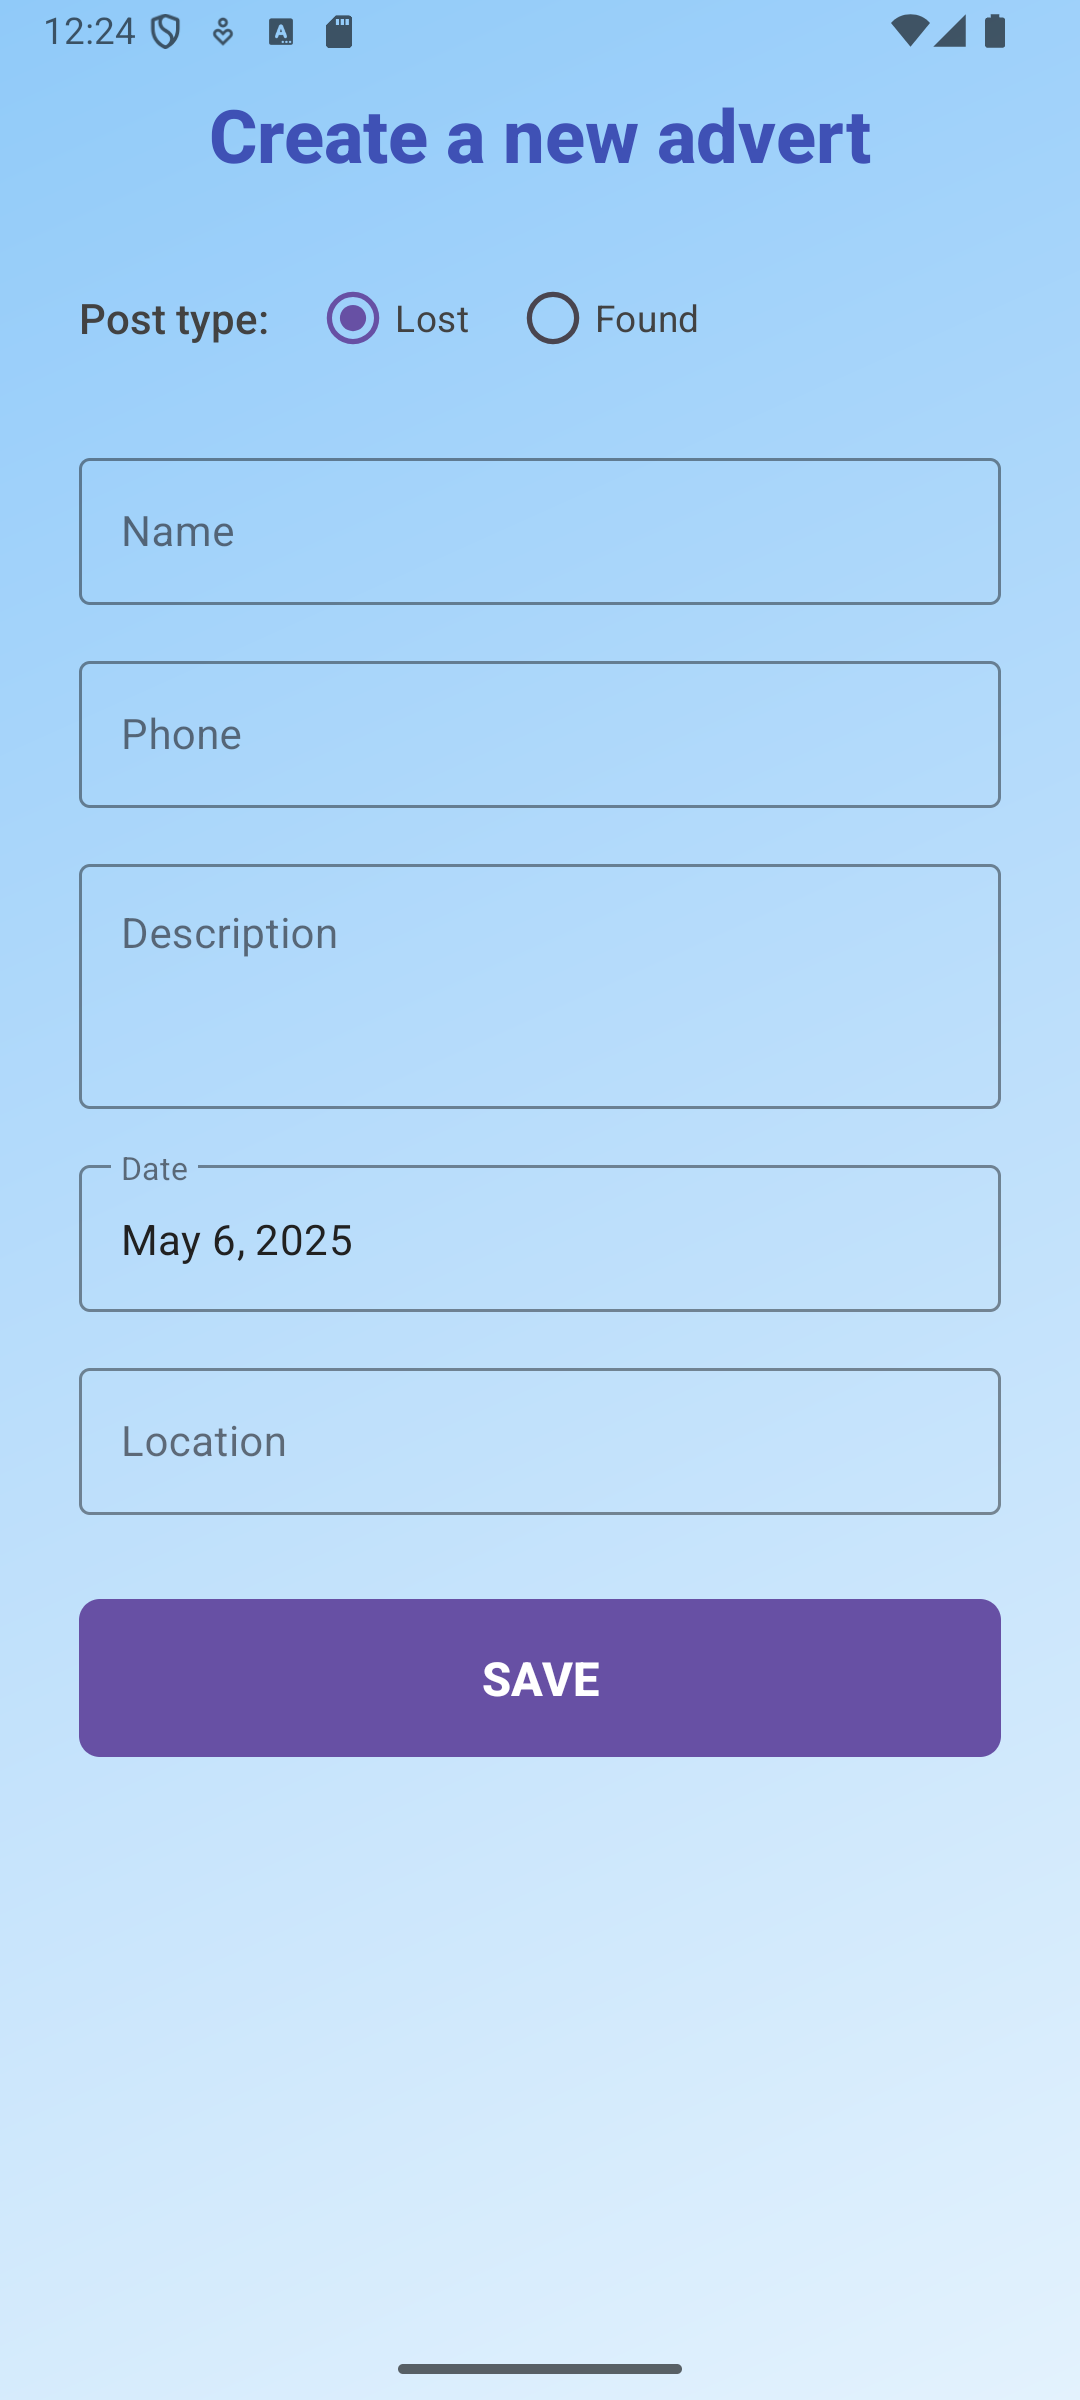 12:24
Create a new advert
Post type: Lost Found
Name
Phone
Description
Date
May 6, 2025
Location
SAVE